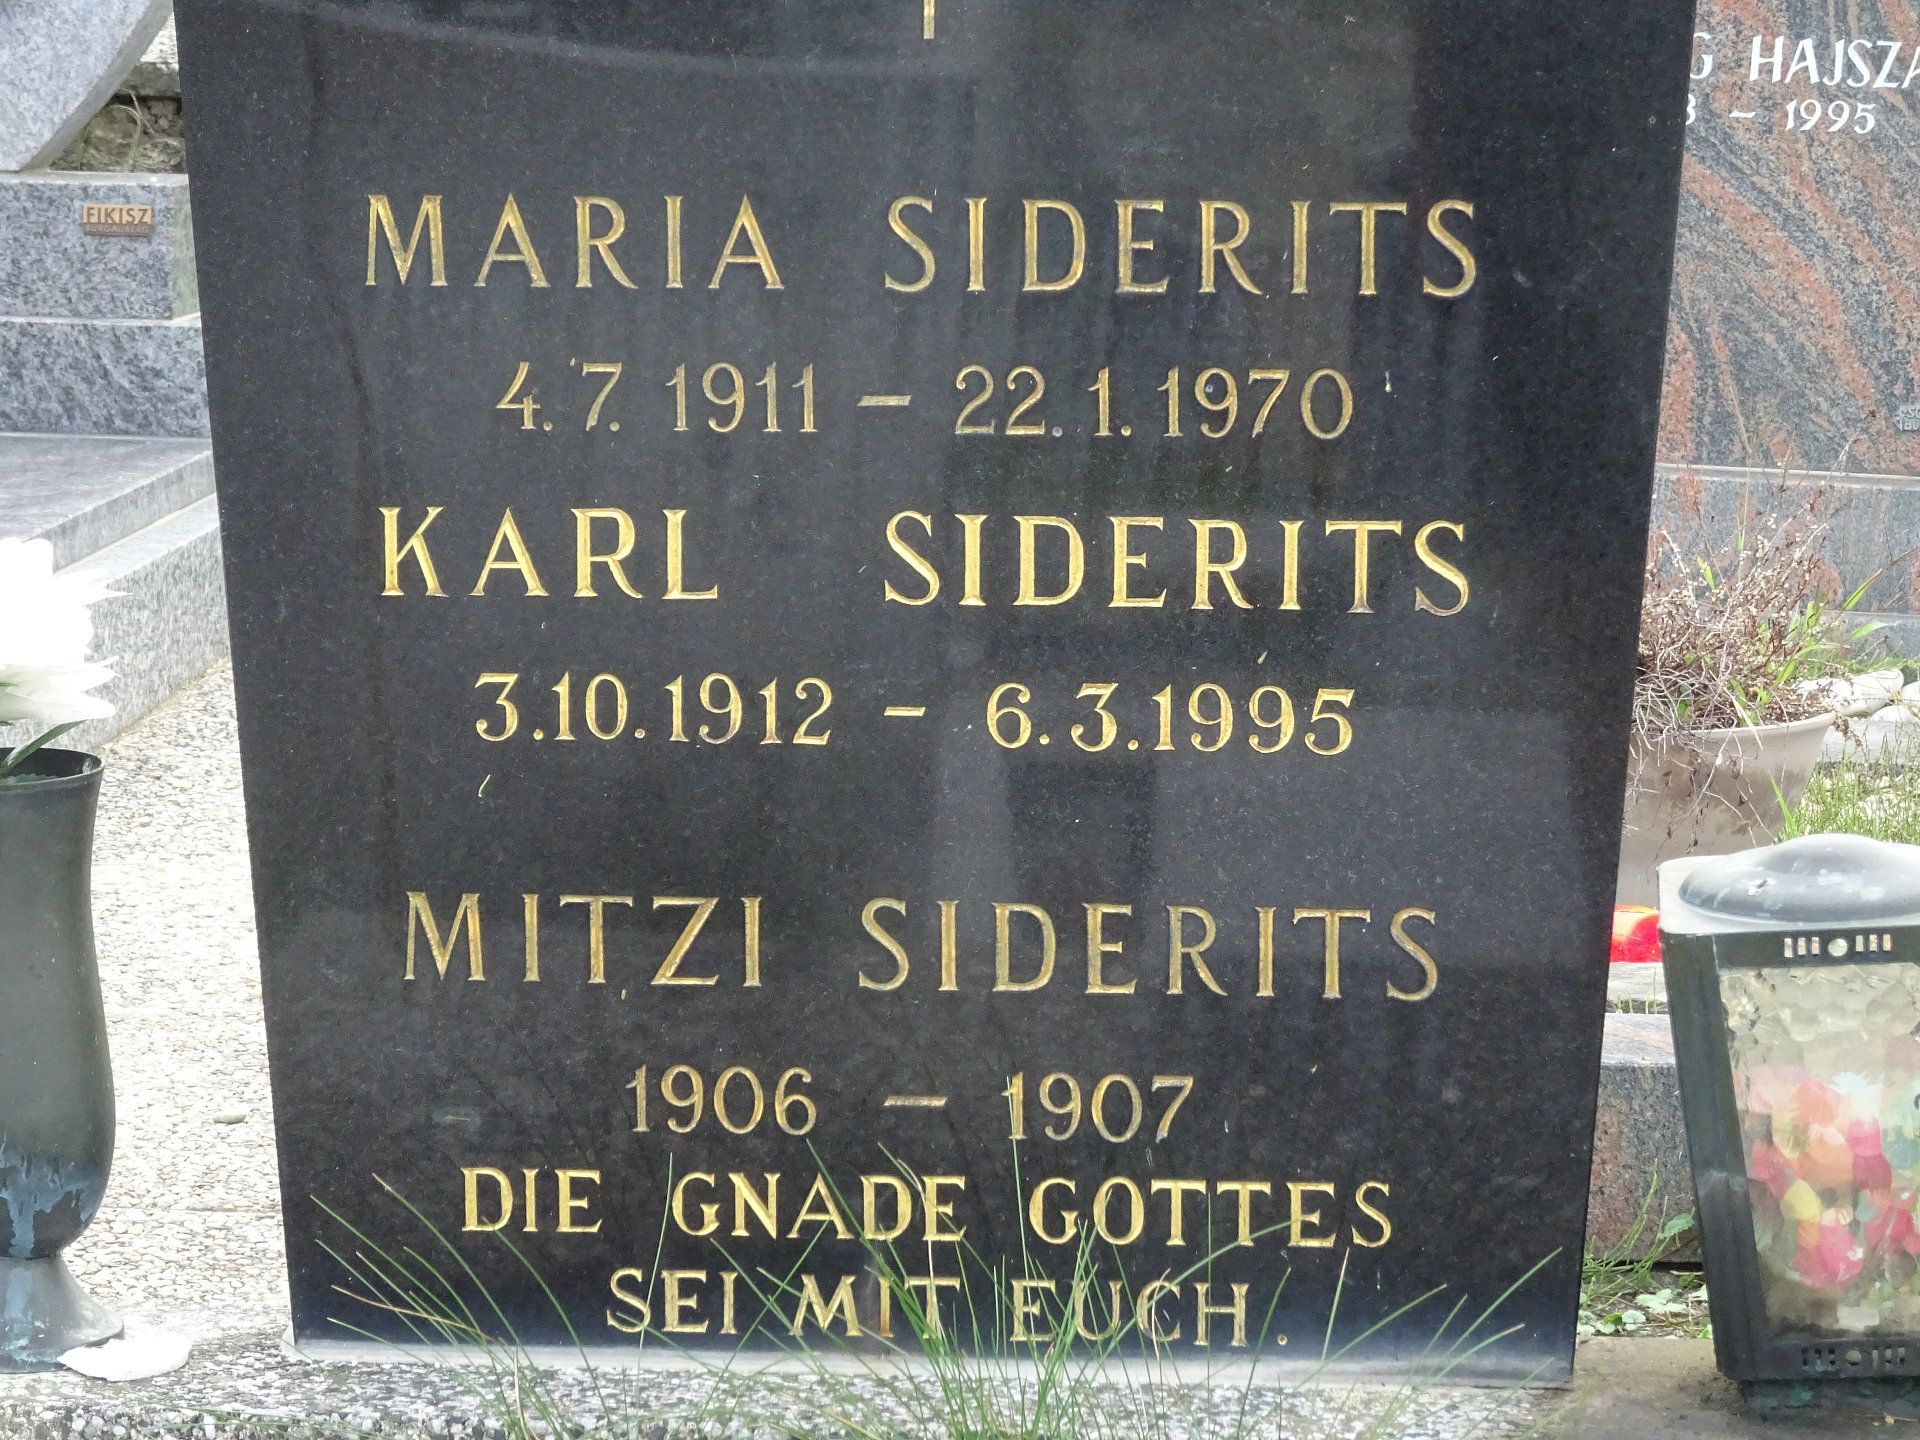 MARIA SIDERITS
4.7.1911 – 22.1.1970
KARL SIDERITS
3.10.1912 – 6.3.1995
MITZI SIDERITS
1906 – 1907
DIE GNADE GOTTES
SEI MIT EUCH.
FIKISZ
BURGAUBERG
– 1995